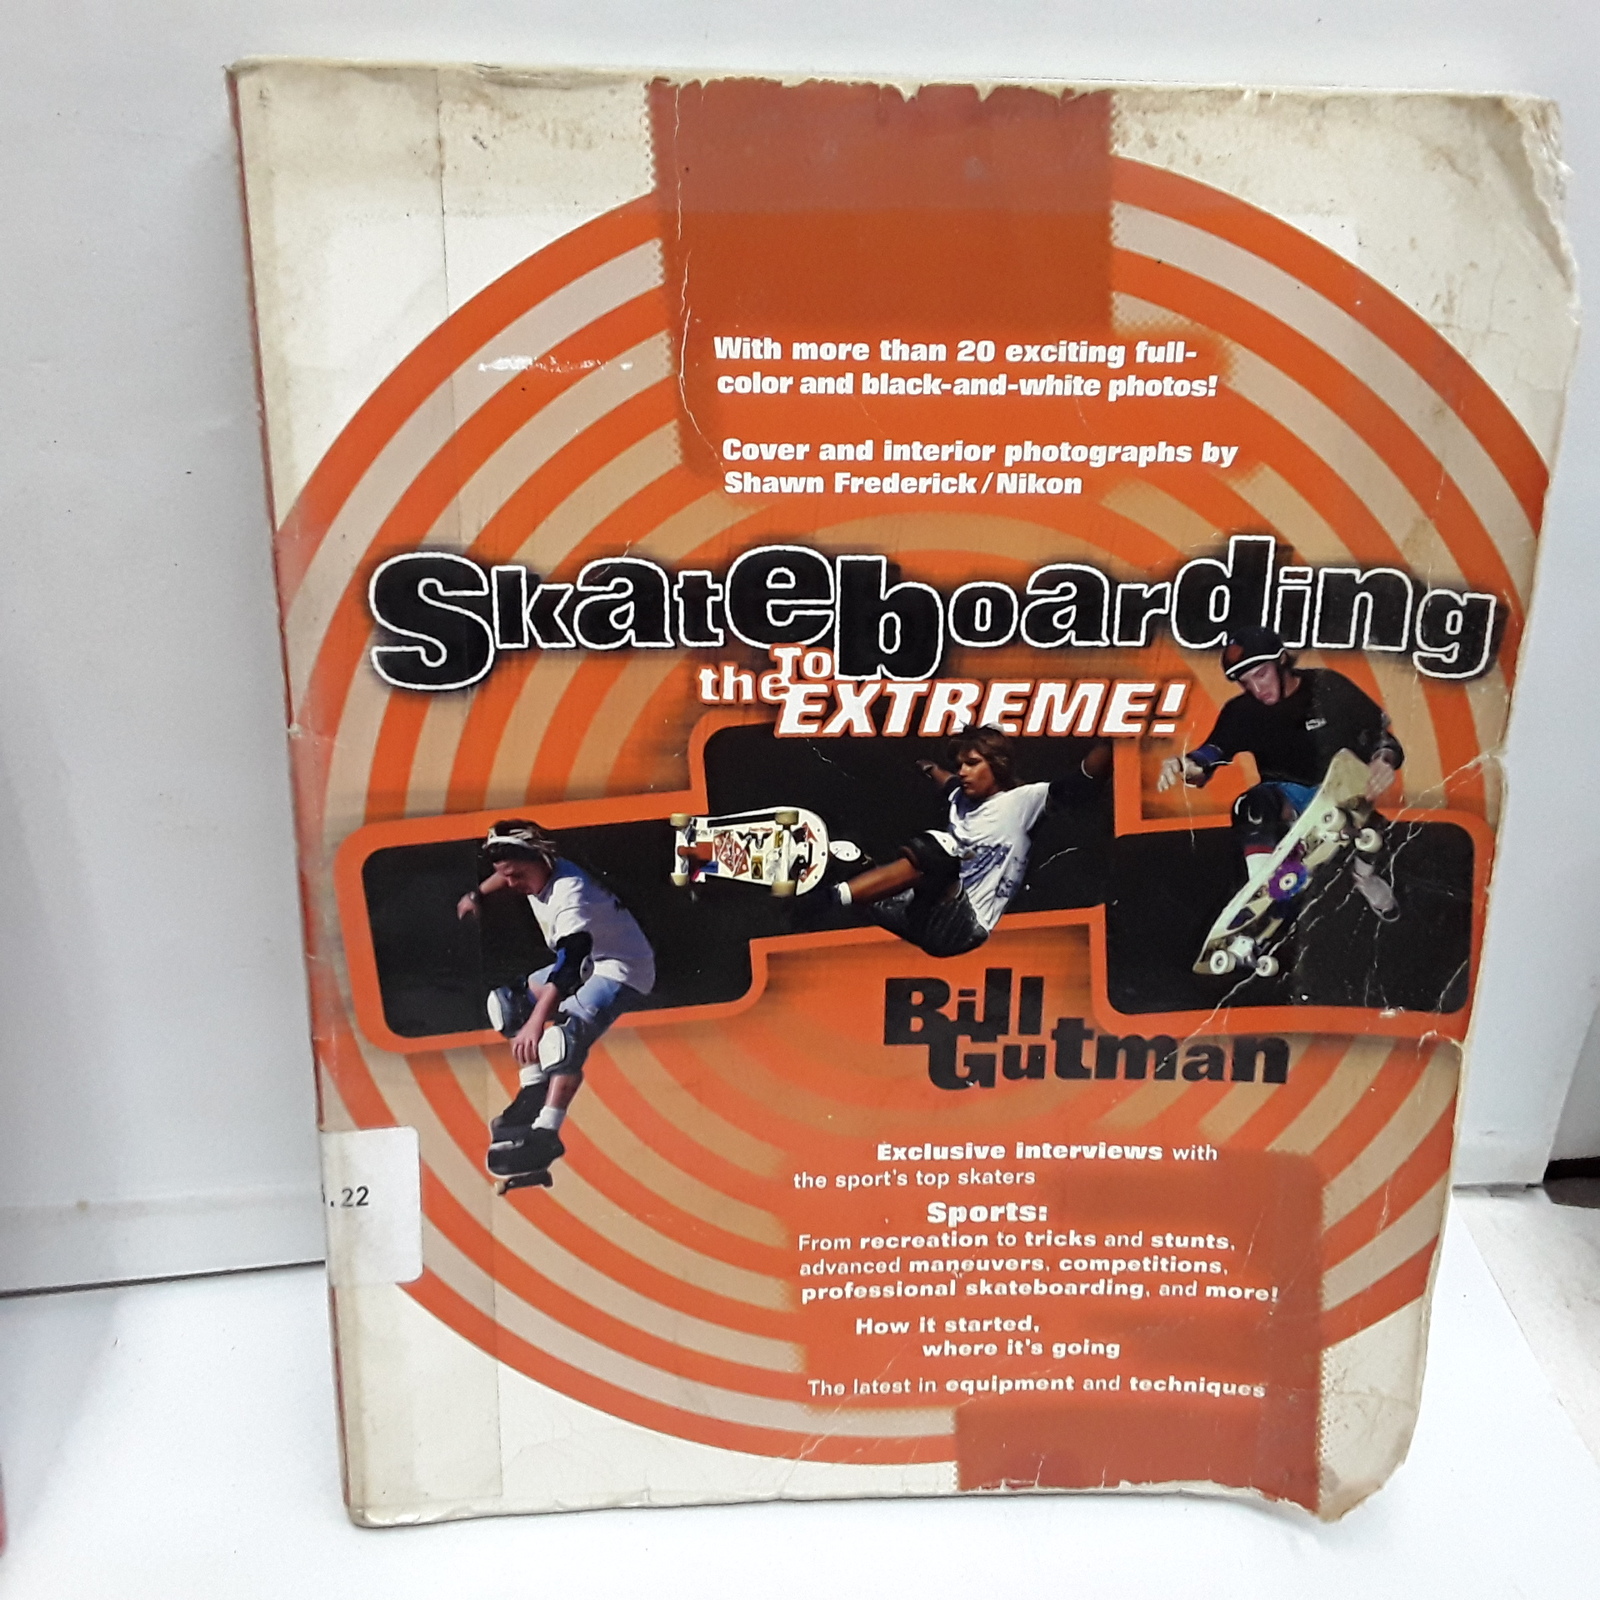 With more than 20 exciting full-
color and black-and-white photos!
Cover and interior photographs by
Shawn Frederick/Nikon
Skateboarding
To
the
EXTREME!
Bill
Gutman
Exclusive interviews with
the sport's top skaters
Sports:
From recreation to tricks and stunts,
advanced maneuvers, competitions,
professional skateboarding, and more!
How it started,
where it's going
The latest in equipment and techniques
.22